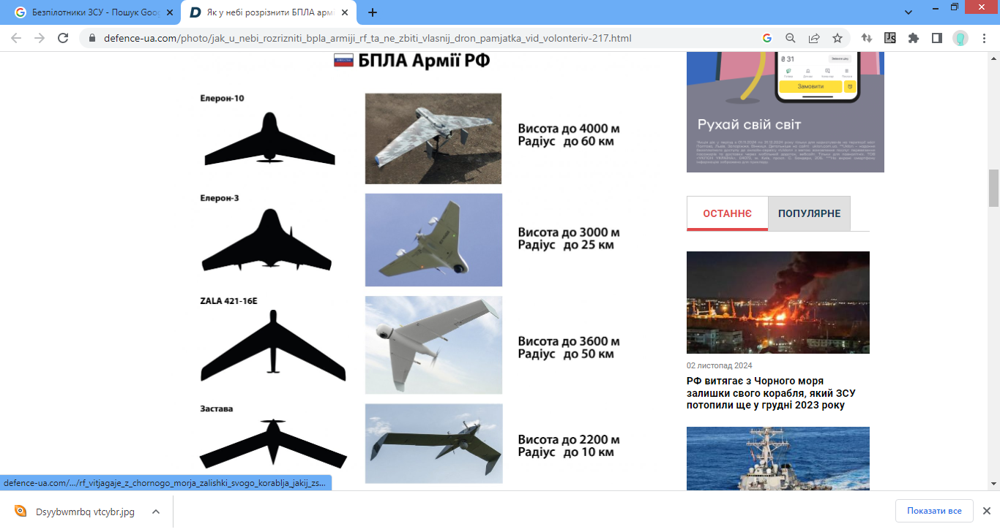 Безпілотники ЗСУ - Пошук Goog
Як у небі розрізнити БПЛА армі
defence-ua.com/photo/jak_u_nebi_rozrizniti_bpla_armiji_rf_ta_ne_zbiti_vlasnij_dron_pamjatka_vid_volonteriv-217.html
БПЛА Армії РФ
Елерон-10
Висота до 4000 м
Радіус до 60 км
Елерон-3
Висота до 3000 м
Радіус до 25 км
ZALA 421-16E
Висота до 3600 м
Радіус до 50 км
Застава
Висота до 2200 м
Радіус до 10 км
₴ 31
Замовити
Рухай свій світ
ОСТАННЄ
ПОПУЛЯРНЕ
02 листопад 2024
РФ витягає з Чорного моря
залишки свого корабля, який ЗСУ
потопили ще у грудні 2023 року
defence-ua.com/.../rf_vitjagaje_z_chornogo_morja_zalishki_svogo_korablja_jakij_zs...
Dsyybwmrbq vtcybr.jpg
Показати все